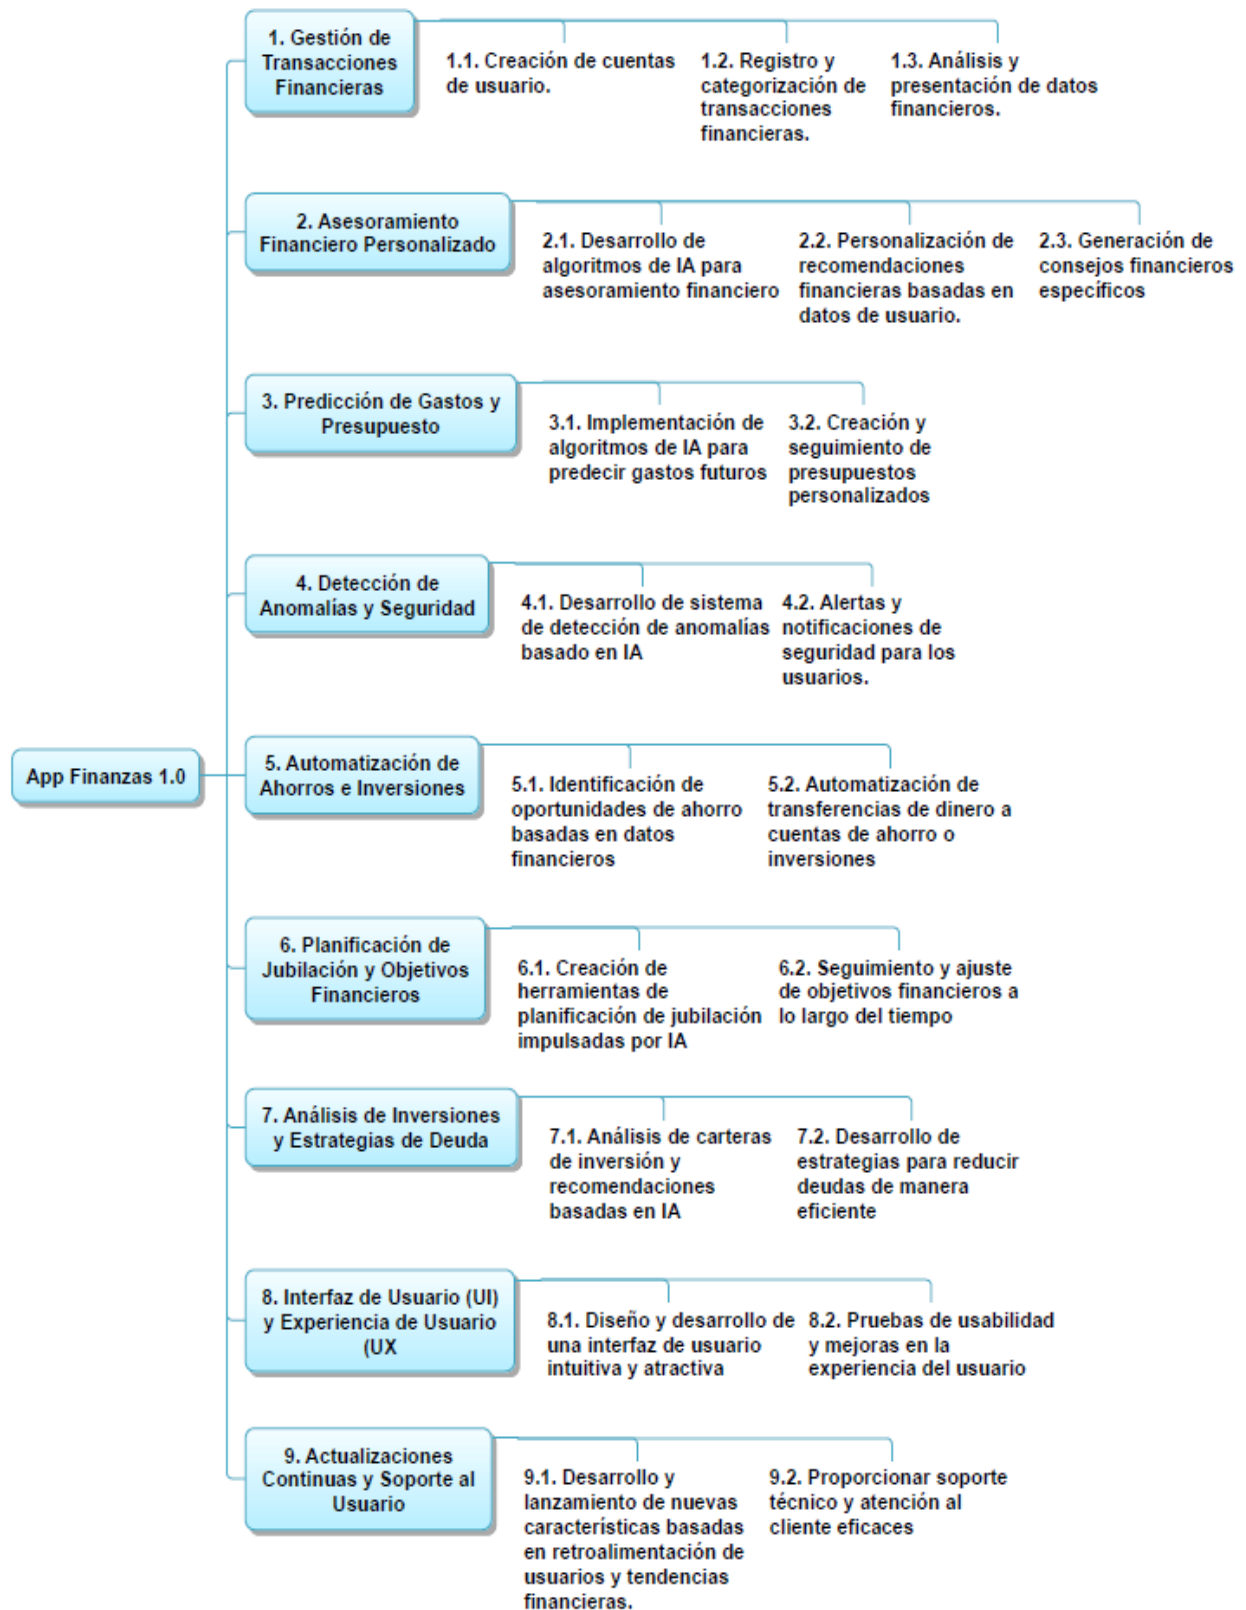 1. Gestión de
Transacciones
Financieras
1.1. Creación de cuentas
de usuario.
1.2. Registro y
categorización de
transacciones
financieras.
1.3. Análisis y
presentación de datos
financieros.
2. Asesoramiento
Financiero Personalizado
2.1. Desarrollo de
algoritmos de IA para
asesoramiento financiero
2.2. Personalización de
recomendaciones
financieras basadas en
datos de usuario.
2.3. Generación de
consejos financieros
específicos
3. Predicción de Gastos y
Presupuesto
3.1. Implementación de
algoritmos de IA para
predecir gastos futuros
3.2. Creación y
seguimiento de
presupuestos
personalizados
4. Detección de
Anomalías y Seguridad
4.1. Desarrollo de sistema
de detección de anomalías
basado en IA
4.2. Alertas y
notificaciones de
seguridad para los
usuarios.
App Finanzas 1.0
5. Automatización de
Ahorros e Inversiones
5.1. Identificación de
oportunidades de ahorro
basadas en datos
financieros
5.2. Automatización de
transferencias de dinero a
cuentas de ahorro o
inversiones
6. Planificación de
Jubilación y Objetivos
Financieros
6.1. Creación de
herramientas de
planificación de jubilación
impulsadas por IA
6.2. Seguimiento y ajuste
de objetivos financieros a
lo largo del tiempo
7. Análisis de Inversiones
y Estrategias de Deuda
7.1. Análisis de carteras
de inversión y
recomendaciones
basadas en IA
7.2. Desarrollo de
estrategias para reducir
deudas de manera
eficiente
8. Interfaz de Usuario (UI)
y Experiencia de Usuario
(UX
8.1. Diseño y desarrollo de
una interfaz de usuario
intuitiva y atractiva
8.2. Pruebas de usabilidad
y mejoras en la
experiencia del usuario
9. Actualizaciones
Continuas y Soporte al
Usuario
9.1. Desarrollo y
lanzamiento de nuevas
características basadas
en retroalimentación de
usuarios y tendencias
financieras.
9.2. Proporcionar soporte
técnico y atención al
cliente eficaces